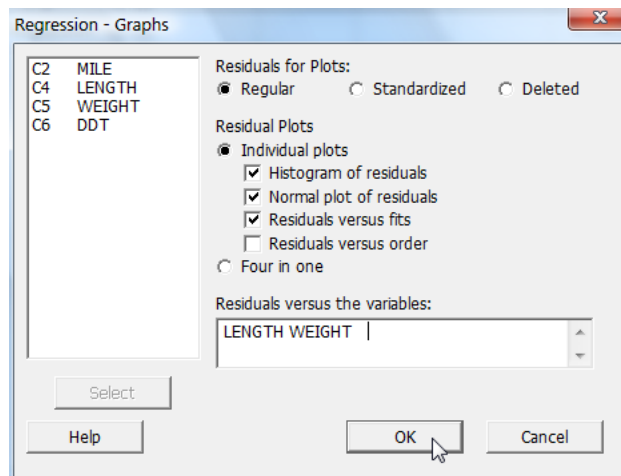 Regression - Graphs
C2 MILE
C4 LENGTH
C5 WEIGHT
C6 DDT
Residuals for Plots:
Regular Standardized Deleted
Residual Plots
Individual plots
Histogram of residuals
Normal plot of residuals
Residuals versus fits
Residuals versus order
Four in one
Residuals versus the variables:
LENGTH WEIGHT
Select
Help OK Cancel